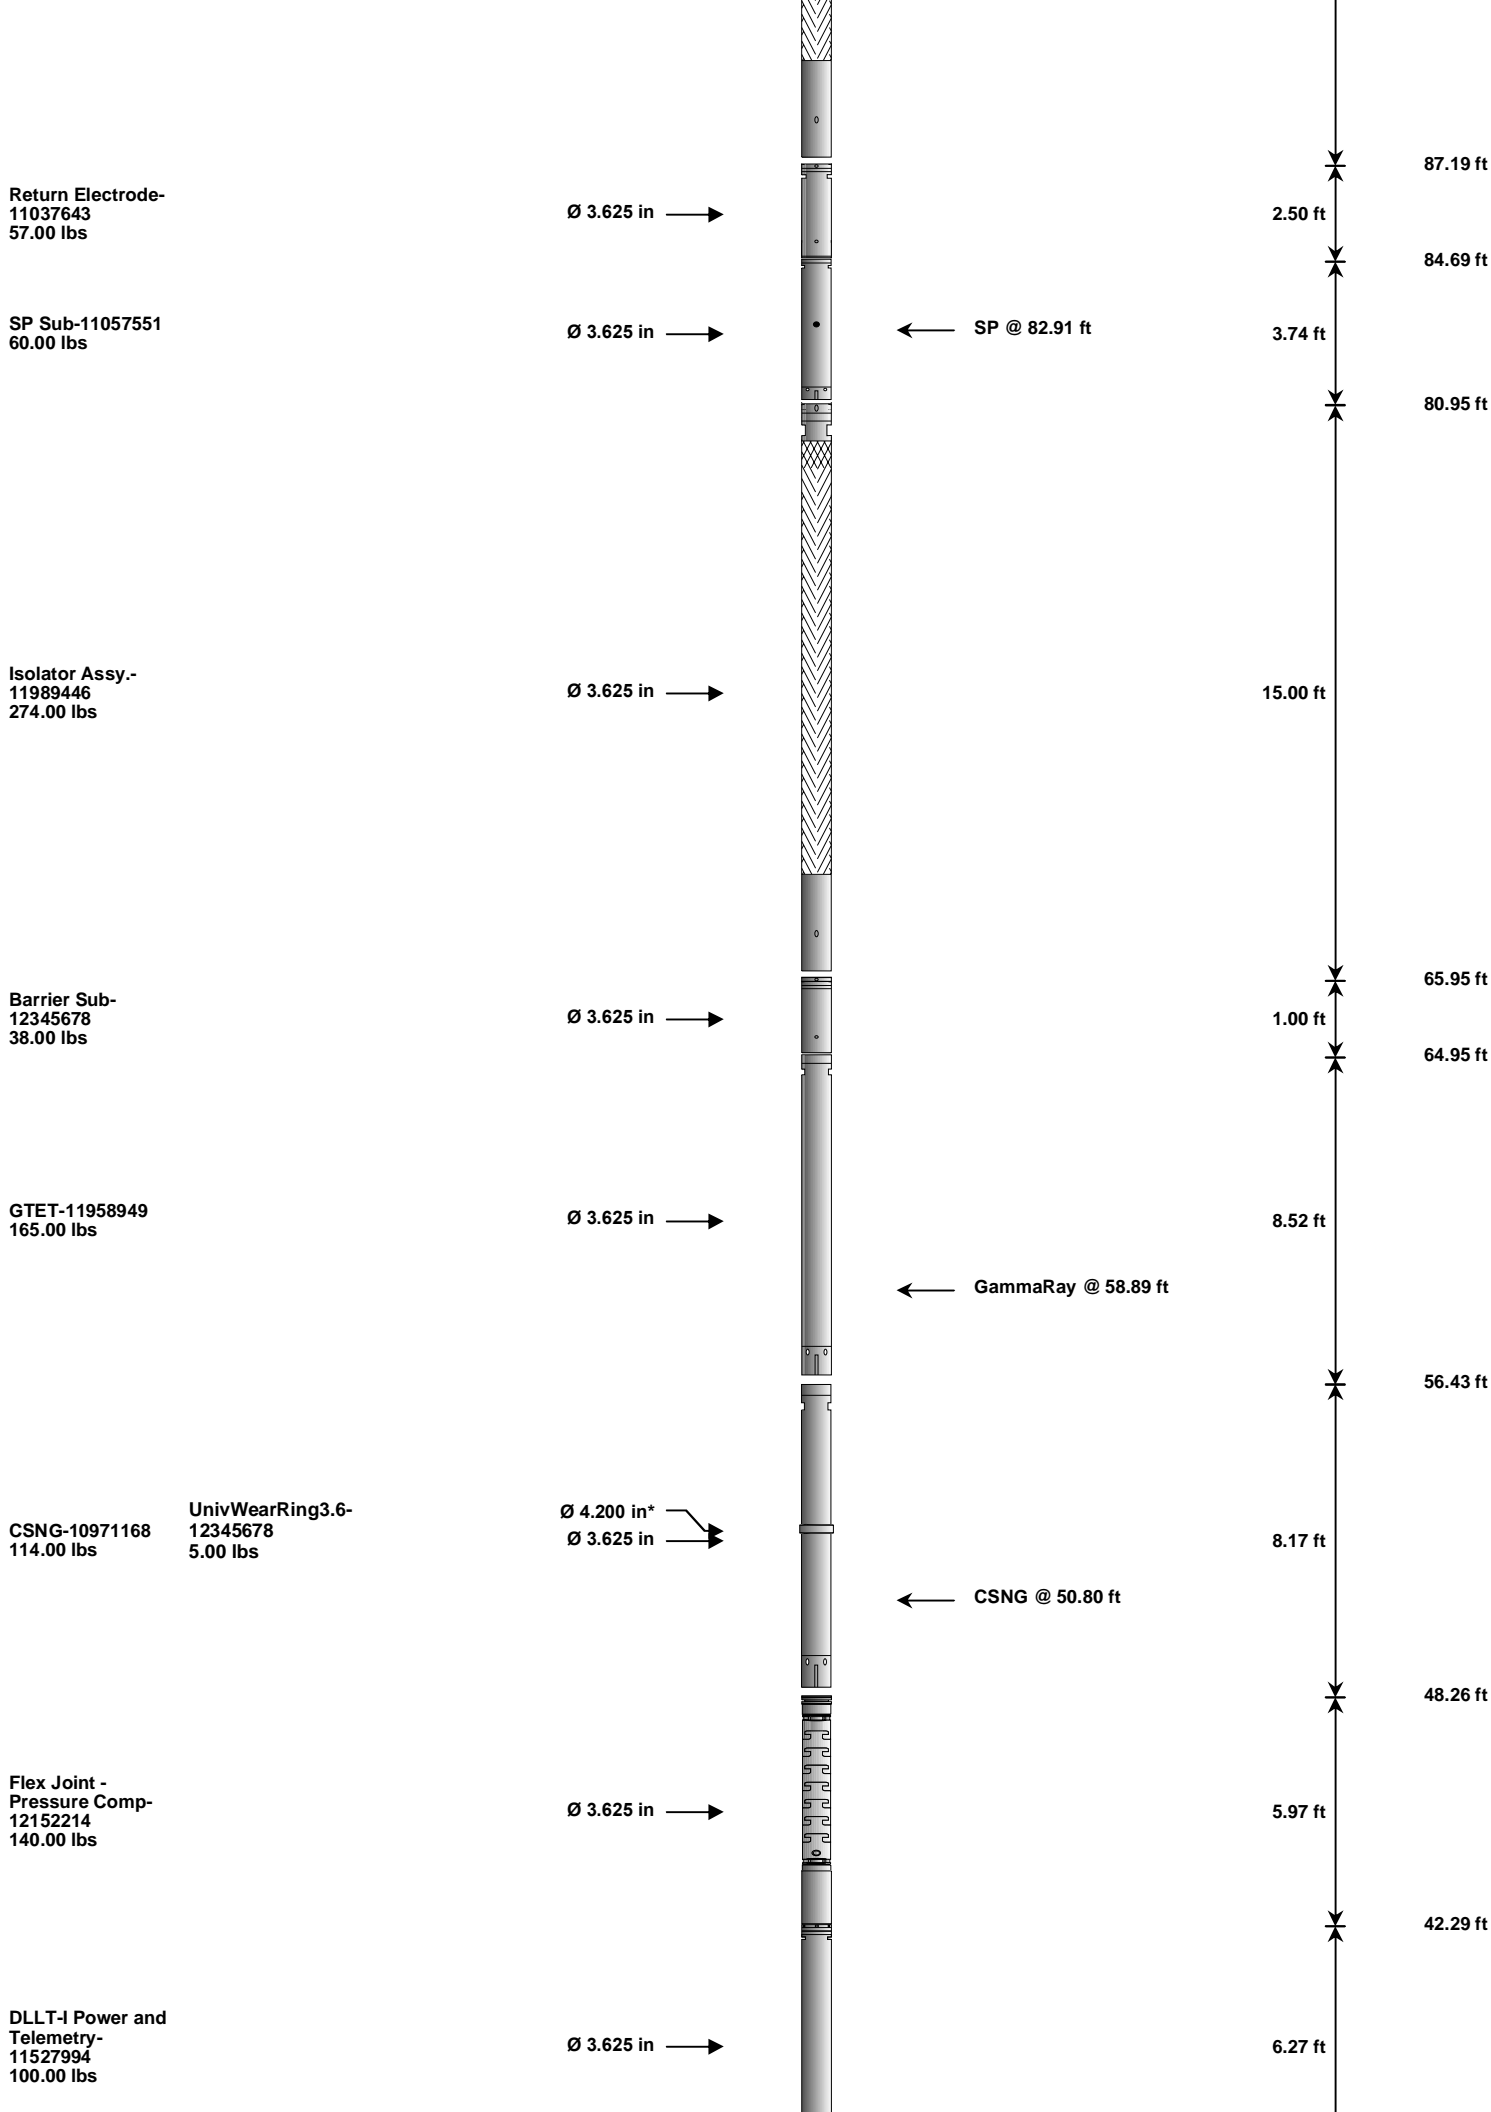 87.19 ft
Return Electrode-
11037643
57.00 lbs
Ø 3.625 in
2.50 ft
84.69 ft
SP Sub-11057551
60.00 lbs
Ø 3.625 in
SP @ 82.91 ft
3.74 ft
80.95 ft
Isolator Assy.-
11989446
274.00 lbs
Ø 3.625 in
15.00 ft
65.95 ft
Barrier Sub-
12345678
38.00 lbs
Ø 3.625 in
1.00 ft
64.95 ft
GTET-11958949
165.00 lbs
Ø 3.625 in
8.52 ft
GammaRay @ 58.89 ft
56.43 ft
CSNG-10971168
114.00 lbs
UnivWearRing3.6-
12345678
5.00 lbs
Ø 4.200 in*
Ø 3.625 in
8.17 ft
CSNG @ 50.80 ft
48.26 ft
Flex Joint -
Pressure Comp-
12152214
140.00 lbs
Ø 3.625 in
5.97 ft
42.29 ft
DLLT-I Power and
Telemetry-
11527994
100.00 lbs
Ø 3.625 in
6.27 ft